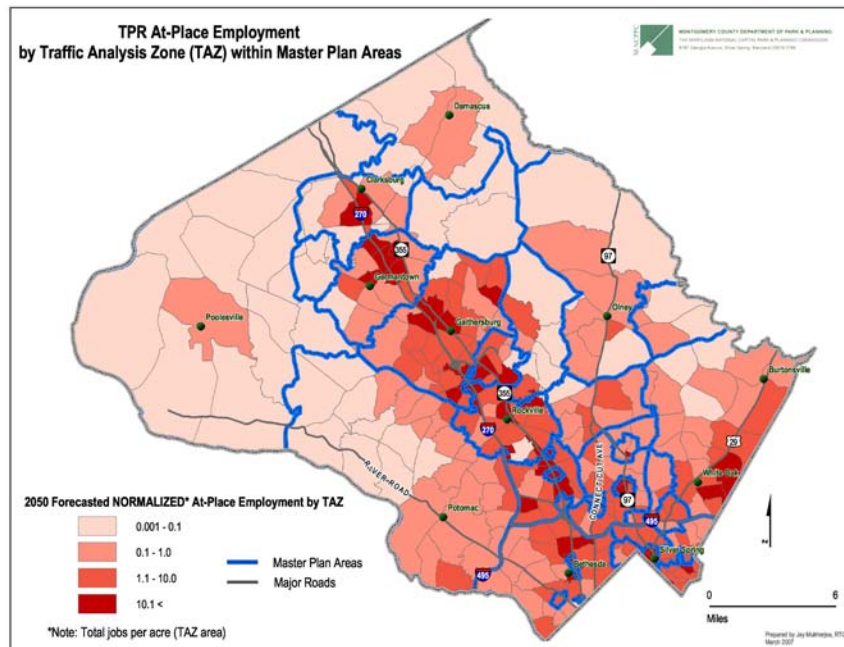 TPR At-Place Employment
by Traffic Analysis Zone (TAZ) within Master Plan Areas
MONTGOMERY COUNTY DEPARTMENT OF PARK & PLANNING
THE MARYLAND-NATIONAL CAPITAL PARK & PLANNING COMMISSION
Damascus
Clarksburg
270
355
97
Germantown
Poolesville
Gaithersburg
Olney
Burtonsville
355
Rockville
270
29
RIVER ROAD
CONNECTICUT AVE
White Oak
97
Potomac
495
Silver Spring
495
Bethesda
2050 Forecasted NORMALIZED* At-Place Employment by TAZ
0.001 - 0.1
0.1 - 1.0
1.1 - 10.0
10.1 <
Master Plan Areas
Major Roads
*Note: Total jobs per acre (TAZ area)
0
6
Miles
Prepared by Jay Mukherjee, RTC
March 2007